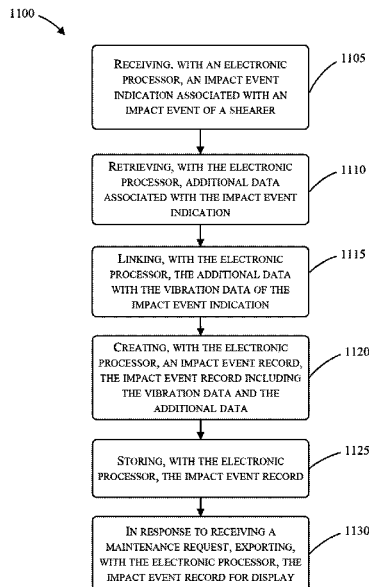 1100
RECEIVING, WITH AN ELECTRONIC
PROCESSOR, AN IMPACT EVENT
INDICATION ASSOCIATED WITH AN
IMPACT EVENT OF A SHEARER
1105
RETRIEVING, WITH THE ELECTRONIC
PROCESSOR, ADDITIONAL DATA
ASSOCIATED WITH THE IMPACT EVENT
INDICATION
1110
LINKING, WITH THE ELECTRONIC
PROCESSOR, THE ADDITIONAL DATA
WITH THE VIBRATION DATA OF THE
IMPACT EVENT INDICATION
1115
CREATING, WITH THE ELECTRONIC
PROCESSOR, AN IMPACT EVENT RECORD,
THE IMPACT EVENT RECORD INCLUDING
THE VIBRATION DATA AND THE
ADDITIONAL DATA
1120
STORING, WITH THE ELECTRONIC
PROCESSOR, THE IMPACT EVENT RECORD
1125
IN RESPONSE TO RECEIVING A
MAINTENANCE REQUEST, EXPORTING,
WITH THE ELECTRONIC PROCESSOR, THE
IMPACT EVENT RECORD FOR DISPLAY
1130